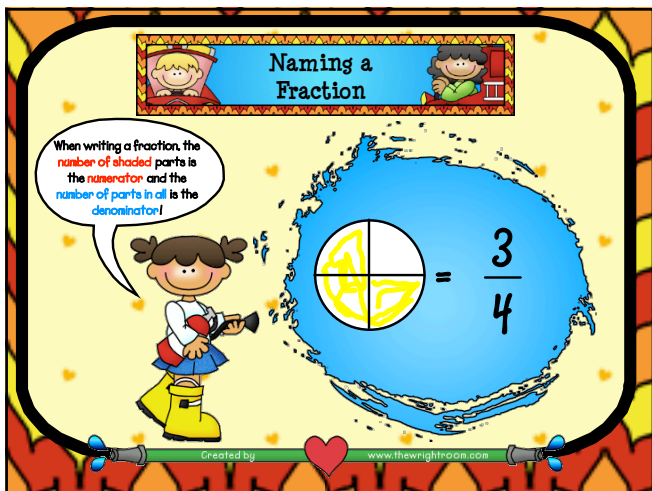 Naming a
Fraction
When writing a fraction, the
number of shaded parts is
the numerator and the
number of parts in all is the
denominator!
= 3
4
Created by
www.thewrightroom.com